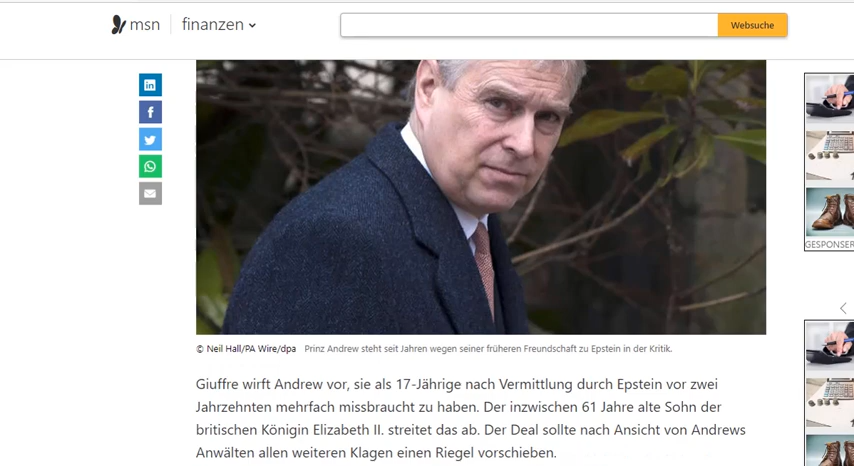 msn finanzen
Websuche
GESPONSER
© Neil Hall/PA Wire/dpa Prinz Andrew steht seit Jahren wegen seiner früheren Freundschaft zu Epstein in der Kritik.
Giuffre wirft Andrew vor, sie als 17-Jährige nach Vermittlung durch Epstein vor zwei
Jahrzehnten mehrfach missbraucht zu haben. Der inzwischen 61 Jahre alte Sohn der
britischen Königin Elizabeth II. streitet das ab. Der Deal sollte nach Ansicht von Andrews
Anwälten allen weiteren Klagen einen Riegel vorschieben.